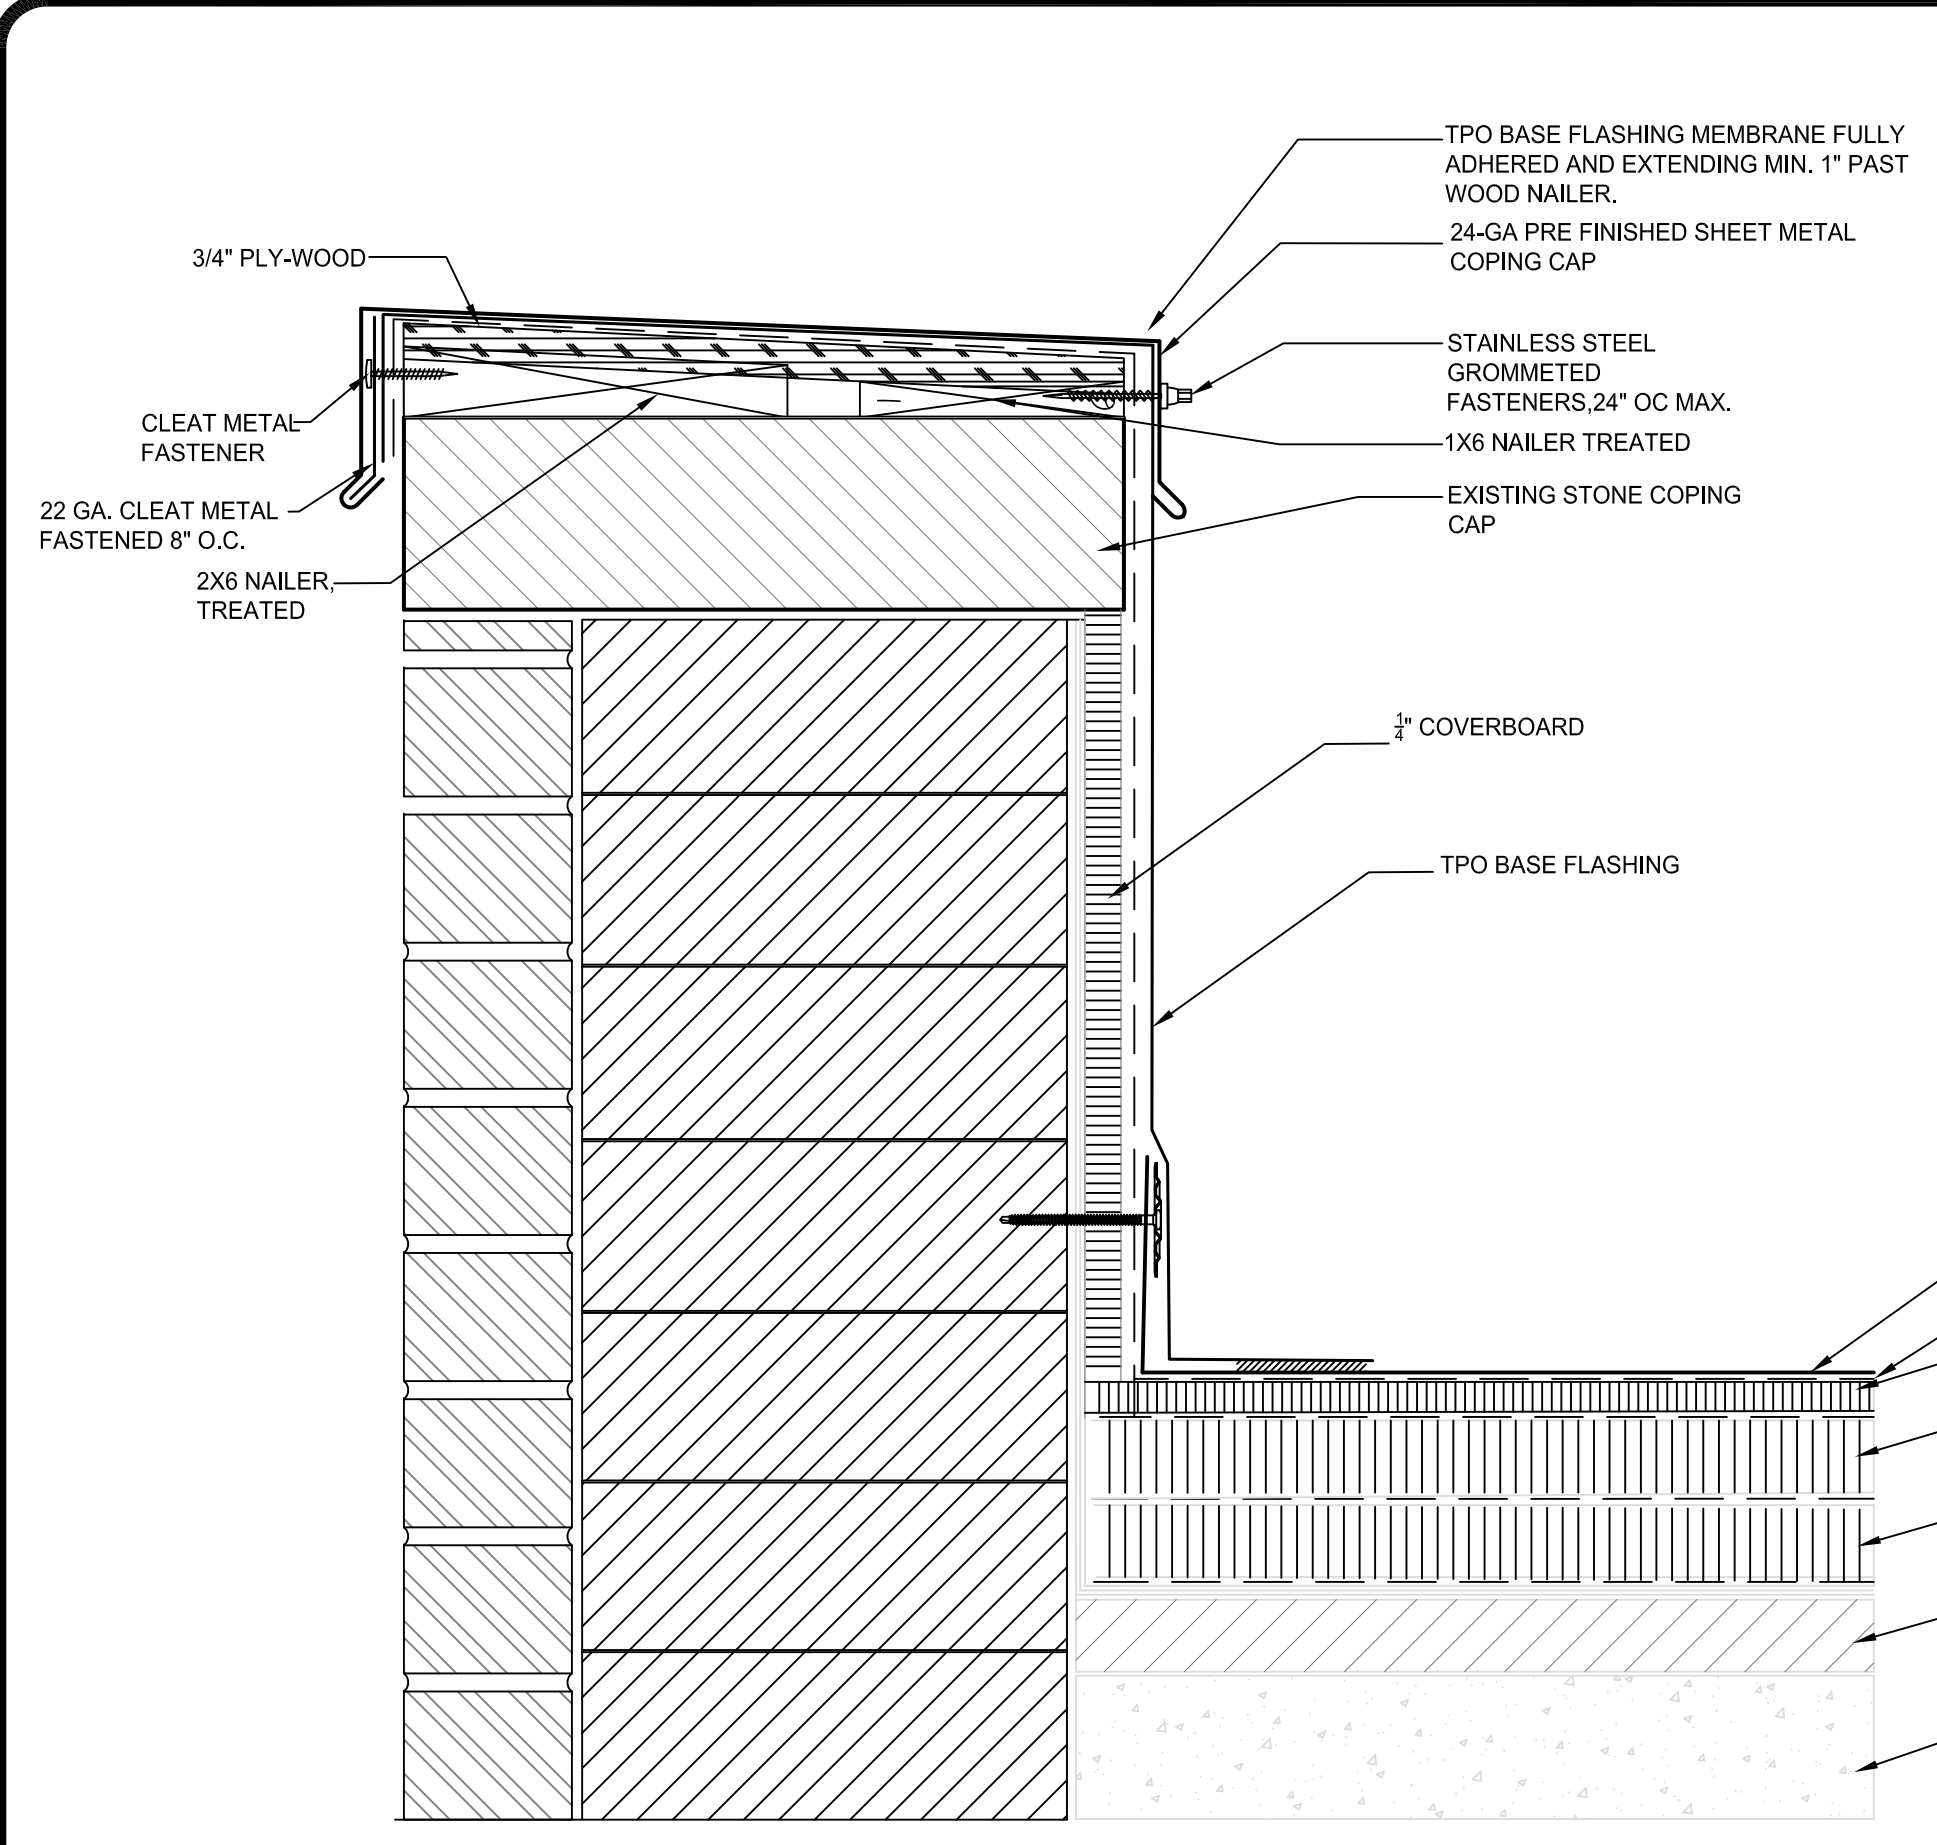 TPO BASE FLASHING MEMBRANE FULLY
ADHERED AND EXTENDING MIN. 1" PAST
WOOD NAILER.
24-GA PRE FINISHED SHEET METAL
COPING CAP
3/4" PLY-WOOD
STAINLESS STEEL
GROMMETED
FASTENERS,24" OC MAX.
CLEAT METAL
FASTENER
1X6 NAILER TREATED
22 GA. CLEAT METAL
FASTENED 8" O.C.
EXISTING STONE COPING
CAP
2X6 NAILER,
TREATED
1/4" COVERBOARD
TPO BASE FLASHING